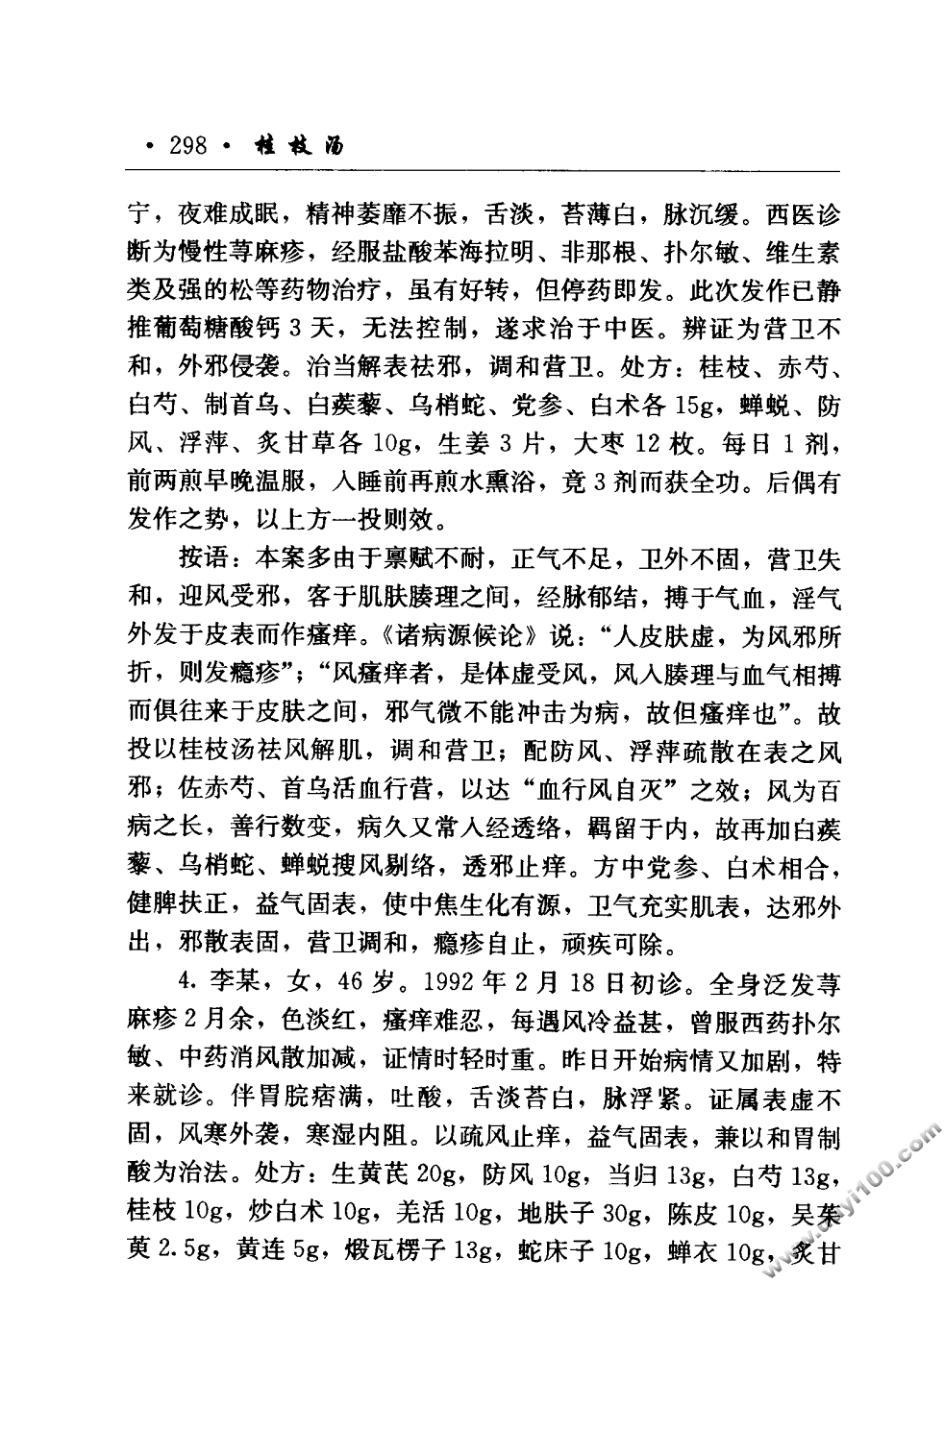 · 298 · 桂枝汤
宁，夜难成眠，精神萎靡不振，舌淡，苔薄白，脉沉缓。西医诊
断为慢性荨麻疹，经服盐酸苯海拉明、非那根、扑尔敏、维生素
类及强的松等药物治疗，虽有好转，但停药即发。此次发作已静
推葡萄糖酸钙 3 天，无法控制，遂求治于中医。辨证为营卫不
和，外邪侵袭。治当解表祛邪，调和营卫。处方：桂枝、赤芍、
白芍、制首乌、白蒺藜、乌梢蛇、党参、白术各 15g，蝉蜕、防
风、浮萍、炙甘草各 10g，生姜 3 片，大枣 12 枚。每日 1 剂，
前两煎早晚温服，入睡前再煎水熏浴，竟 3 剂而获全功。后偶有
发作之势，以上方一投则效。
按语：本案多由于禀赋不耐，正气不足，卫外不固，营卫失
和，迎风受邪，客于肌肤腠理之间，经脉郁结，搏于气血，淫气
外发于皮表而作瘙痒。《诸病源候论》说：“人皮肤虚，为风邪所
折，则发瘾疹”；“风瘙痒者，是体虚受风，风入腠理与血气相搏
而俱往来于皮肤之间，邪气微不能冲击为病，故但瘙痒也”。故
投以桂枝汤祛风解肌，调和营卫；配防风、浮萍疏散在表之风
邪；佐赤芍、首乌活血行营，以达“血行风自灭”之效；风为百
病之长，善行数变，病久又常入经透络，羁留于内，故再加白蒺
藜、乌梢蛇、蝉蜕搜风剔络，透邪止痒。方中党参、白术相合，
健脾扶正，益气固表，使中焦生化有源，卫气充实肌表，达邪外
出，邪散表固，营卫调和，瘾疹自止，顽疾可除。
4. 李某，女，46 岁。1992 年 2 月 18 日初诊。全身泛发荨
麻疹 2 月余，色淡红，瘙痒难忍，每遇风冷益甚，曾服西药扑尔
敏、中药消风散加减，证情时轻时重。昨日开始病情又加剧，特
来就诊。伴胃脘痞满，吐酸，舌淡苔白，脉浮紧。证属表虚不
固，风寒外袭，寒湿内阻。以疏风止痒，益气固表，兼以和胃制
酸为治法。处方：生黄芪 20g，防风 10g，当归 13g，白芍 13g，
桂枝 10g，炒白术 10g，羌活 10g，地肤子 30g，陈皮 10g，吴茱
萸 2.5g，黄连 5g，煅瓦楞子 13g，蛇床子 10g，蝉衣 10g，炙甘